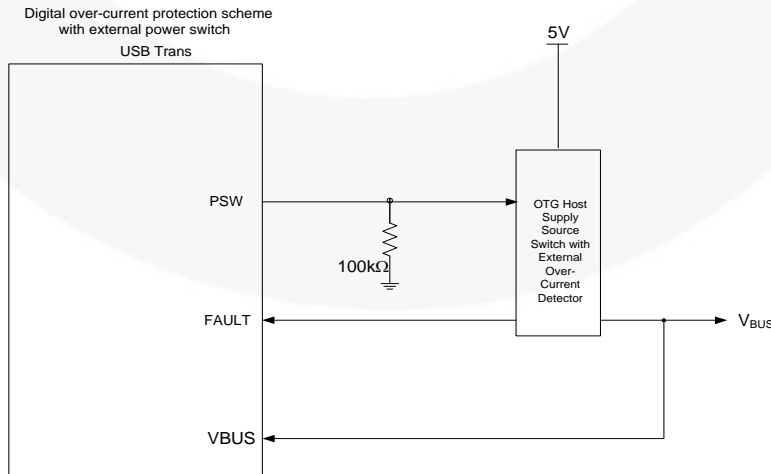 Digital over-current protection scheme
with external power switch
USB Trans
5V
PSW
OTG Host
Supply
Source
Switch with
External
Over-
Current
Detector
100kΩ
FAULT
VBUS
VBUS